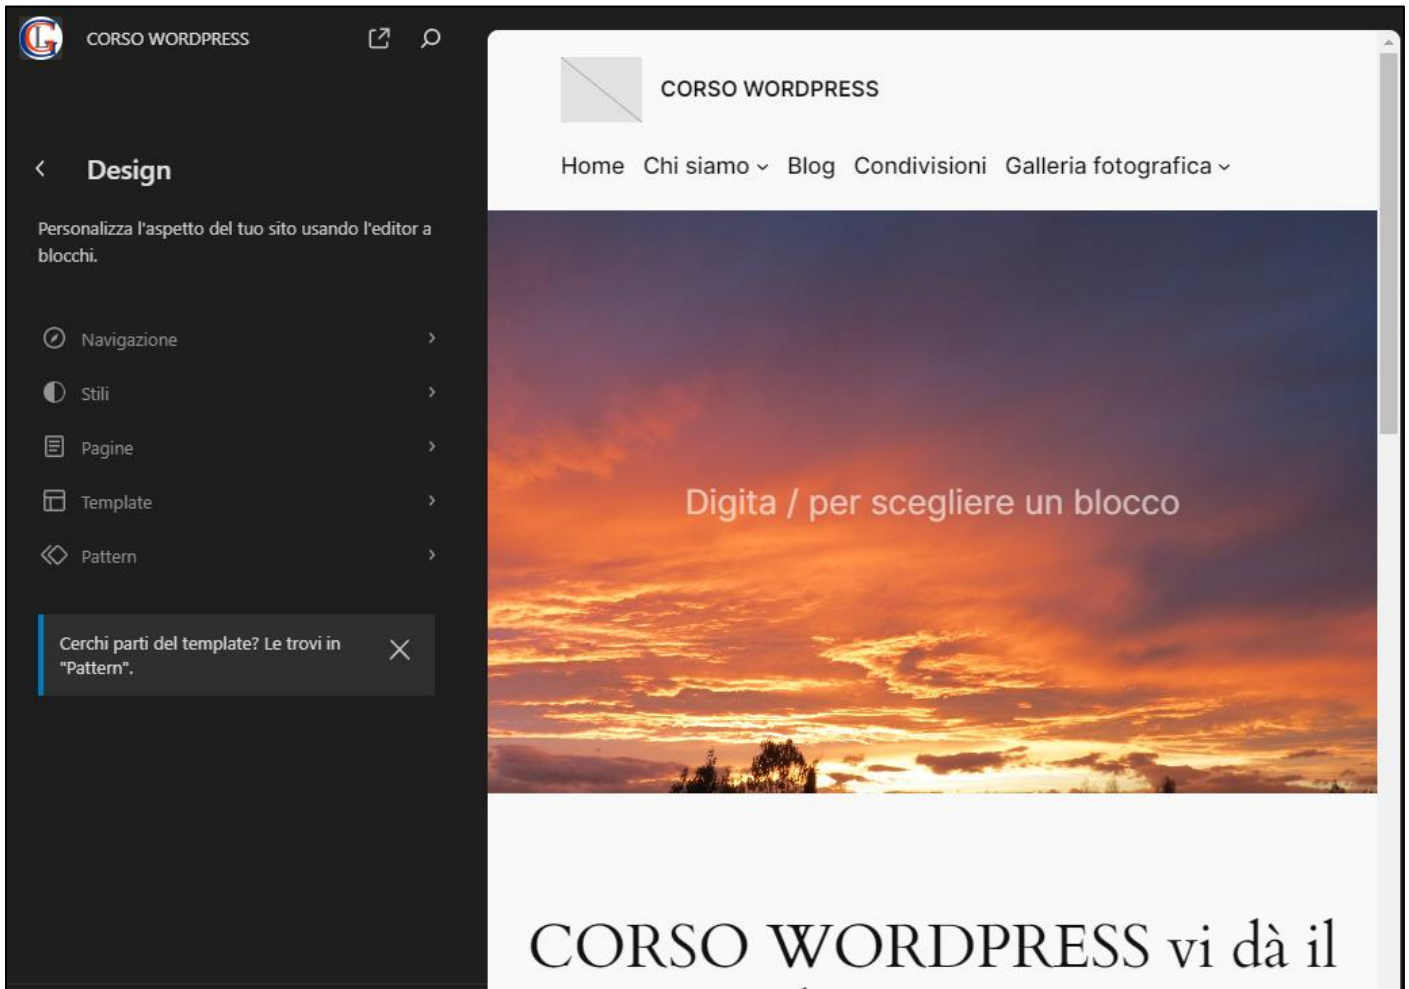 CORSO WORDPRESS
Design
Personalizza l'aspetto del tuo sito usando l'editor a
blocchi.
Navigazione
Stili
Pagine
Template
Pattern
Cerchi parti del template? Le trovi in
"Pattern".
CORSO WORDPRESS
Home Chi siamo Blog Condivisioni Galleria fotografica
Digita / per scegliere un blocco
CORSO WORDPRESS vi dà il